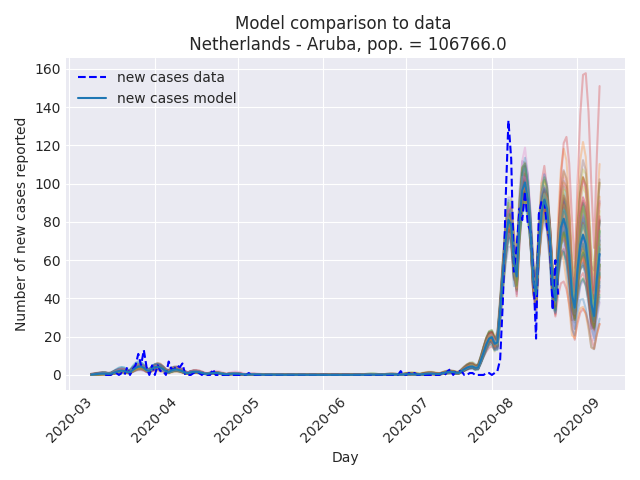 Model comparison to data
Netherlands - Aruba, pop. = 106766.0
new cases data
new cases model
Number of new cases reported
160
140
120
100
80
60
40
20
0
2020-03
2020-04
2020-05
2020-06
2020-07
2020-08
2020-09
Day